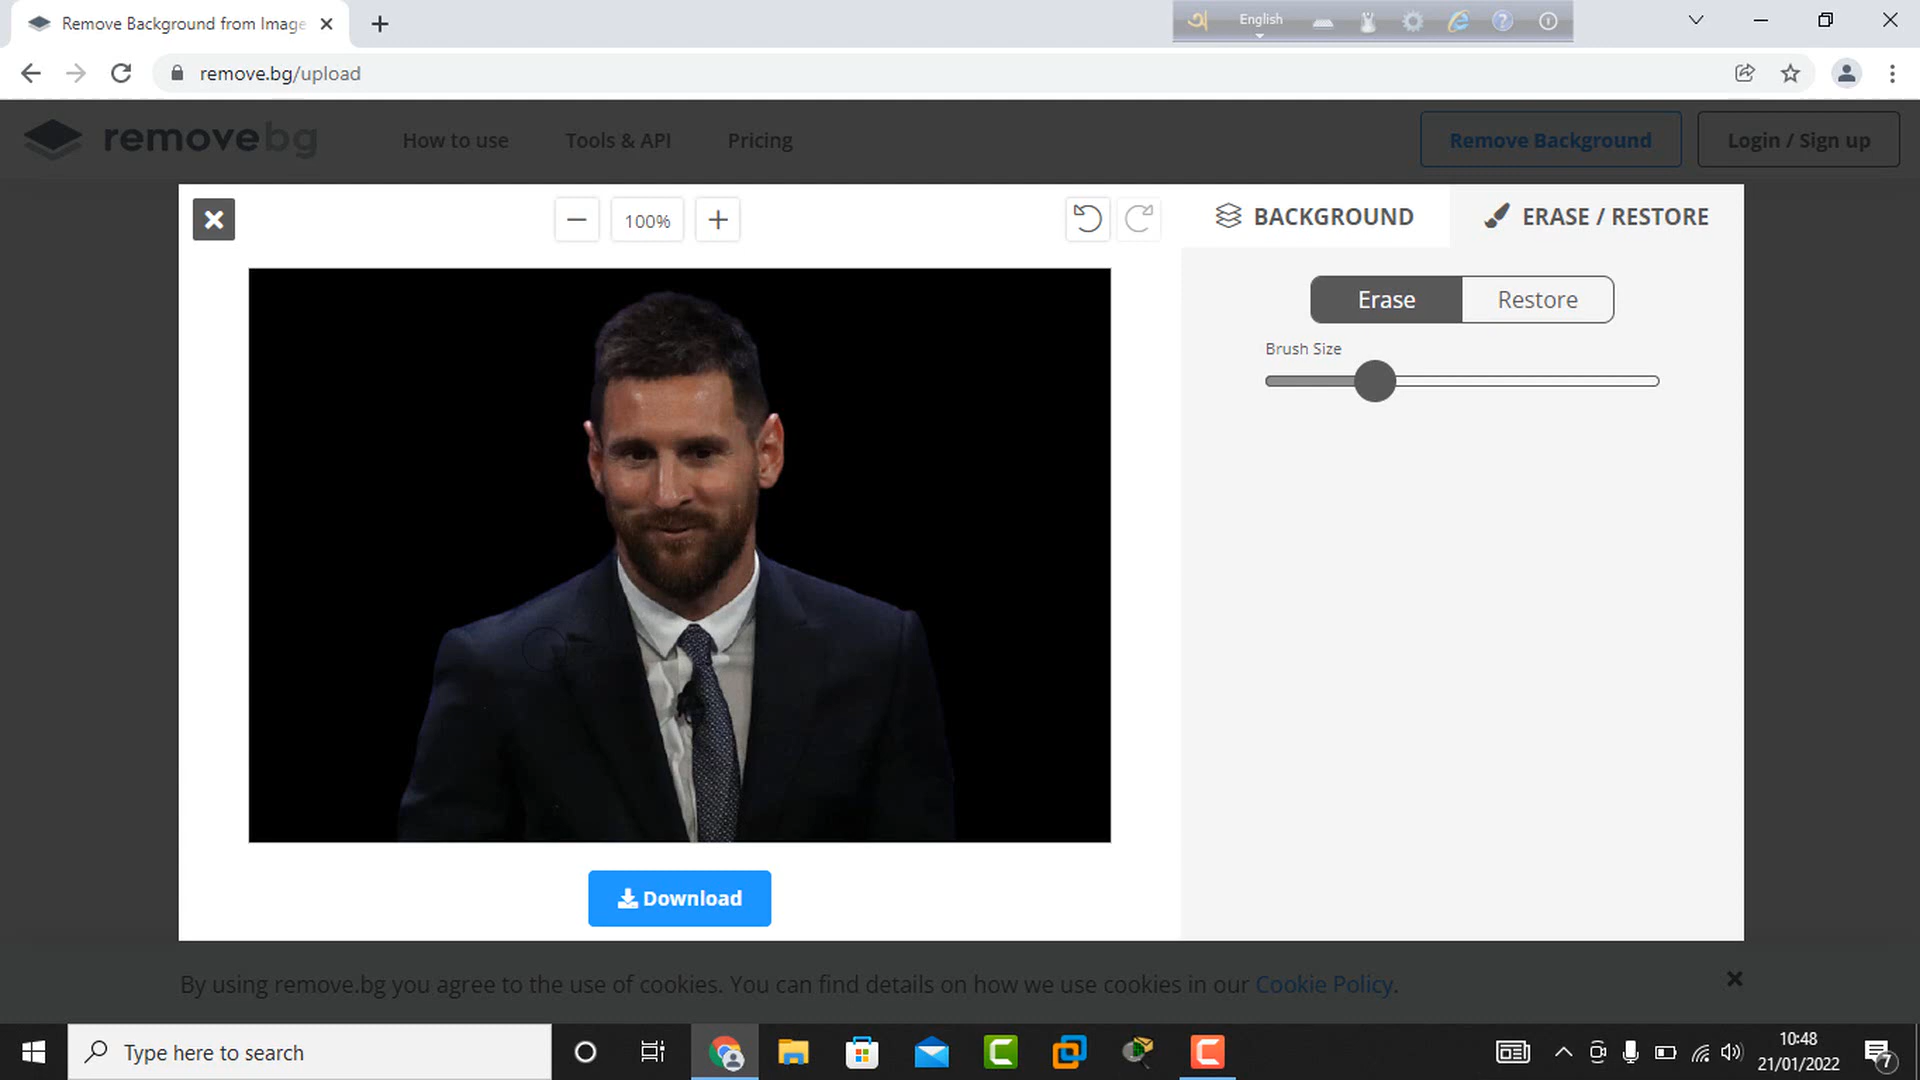 Remove Background from Image
English
remove.bg/upload
removebg
How to use
Tools & API
Pricing
Remove Background
Login / Sign up
100%
BACKGROUND
ERASE / RESTORE
Erase
Restore
Brush Size
Download
By using remove.bg you agree to the use of cookies. You can find details on how we use cookies in our Cookie Policy.
Type here to search
10:48
21/01/2022
7